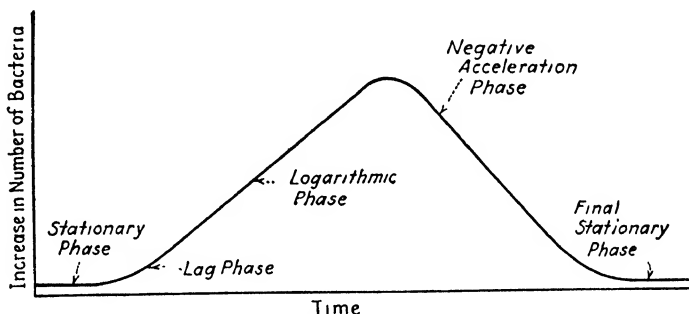 Increase in Number of Bacteria
Negative
Acceleration
Phase
Logarithmic
Phase
Stationary
Phase
Lag Phase
Final
Stationary
Phase
Time